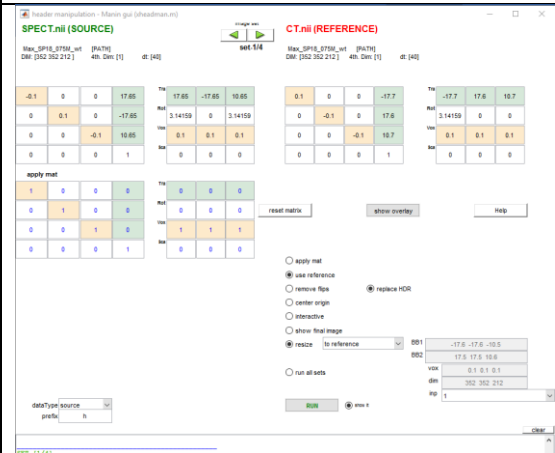 header manipulation - Menin gui (xheadman.m)
SPECT.nii (SOURCE)
image set
set-1/4
CT.nii (REFERENCE)
Max_SP18_075M_wt [PATH]
DIM: [352 352 212 ] 4th. Dim: [1] dt: [40]
Max_SP18_075M_wt [PATH]
DIM: [352 352 212 ] 4th. Dim: [1] dt: [40]
-0.1 0 0 17.65 Tra 17.65 -17.65 10.65 0.1 0 0 -17.7 Tra -17.7 17.6 10.7
0 0.1 0 -17.65 Rot 3.14159 0 3.14159 0 -0.1 0 17.6 Rot 3.14159 0 0
0 0 -0.1 10.65 Vox 0.1 0.1 0.1 0 0 -0.1 10.7 Vox 0.1 0.1 0.1
0 0 0 1 0 0 0 0 0 0 1 0 0 0
apply mat
1 0 0 0 Tra 0 0 0
0 1 0 0 Rot 0 0 0 reset matrix show overlay Help
0 0 1 0 Vox 1 1 1
0 0 0 1 0 0 0
apply mat
use reference
remove flips replace HDR
center origin
interactive
show final image
resize to reference BB1 -17.6 -17.6 -10.5
BB2 17.5 17.5 10.6
run all sets vox 0.1 0.1 0.1
dim 352 352 212
inp 1
dataType source
prefix h
RUN
clear